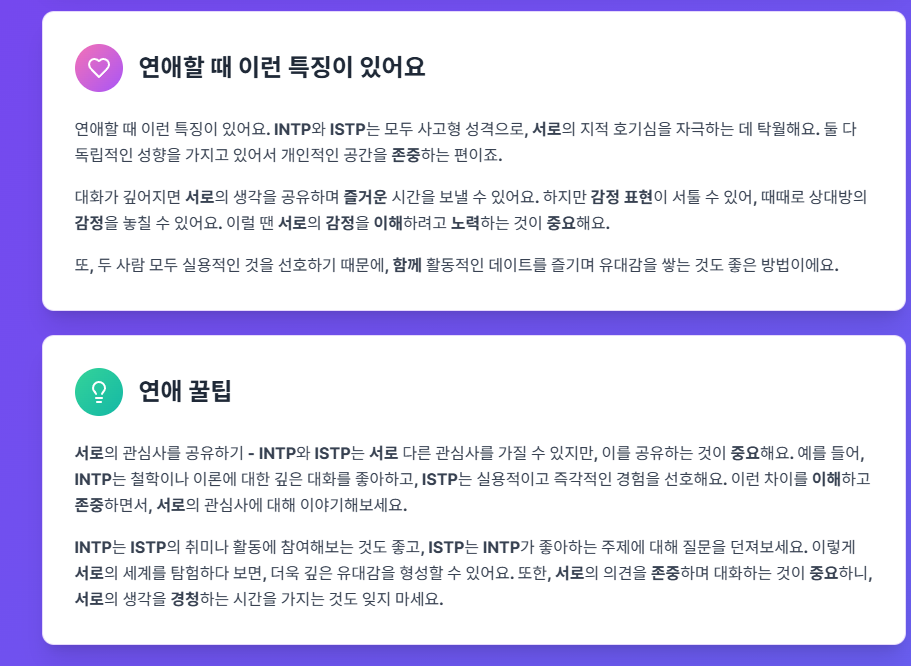 연애할 때 이런 특징이 있어요
연애할 때 이런 특징이 있어요. INTP와 ISTP는 모두 사고형 성격으로, 서로의 지적 호기심을 자극하는 데 탁월해요. 둘 다
독립적인 성향을 가지고 있어서 개인적인 공간을 존중하는 편이죠.
대화가 깊어지면 서로의 생각을 공유하며 즐거운 시간을 보낼 수 있어요. 하지만 감정 표현이 서툴 수 있어, 때때로 상대방의
감정을 놓칠 수 있어요. 이럴 땐 서로의 감정을 이해하려고 노력하는 것이 중요해요.
또, 두 사람 모두 실용적인 것을 선호하기 때문에, 함께 활동적인 데이트를 즐기며 유대감을 쌓는 것도 좋은 방법이에요.
연애 꿀팁
서로의 관심사를 공유하기 - INTP와 ISTP는 서로 다른 관심사를 가질 수 있지만, 이를 공유하는 것이 중요해요. 예를 들어,
INTP는 철학이나 이론에 대한 깊은 대화를 좋아하고, ISTP는 실용적이고 즉각적인 경험을 선호해요. 이런 차이를 이해하고
존중하면서, 서로의 관심사에 대해 이야기해보세요.
INTP는 ISTP의 취미나 활동에 참여해보는 것도 좋고, ISTP는 INTP가 좋아하는 주제에 대해 질문을 던져보세요. 이렇게
서로의 세계를 탐험하다 보면, 더욱 깊은 유대감을 형성할 수 있어요. 또한, 서로의 의견을 존중하며 대화하는 것이 중요하니,
서로의 생각을 경청하는 시간을 가지는 것도 잊지 마세요.